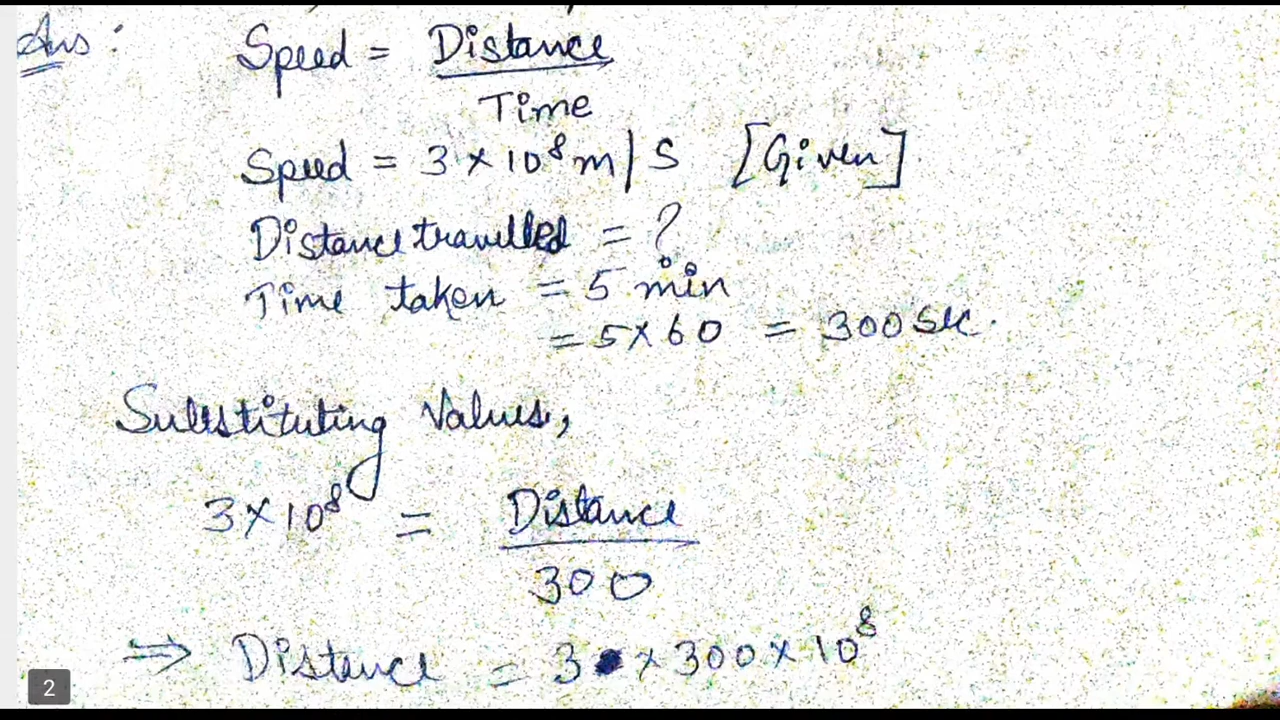 Ans :
Speed = Distance / Time
Speed = 3 × 10⁸ m/s [Given]
Distance travelled = ?
Time taken = 5 min
= 5 × 60 = 300 sec.
Substituting Values,
3 × 10⁸ = Distance / 300
⇒ Distance = 3 × 300 × 10⁸
2